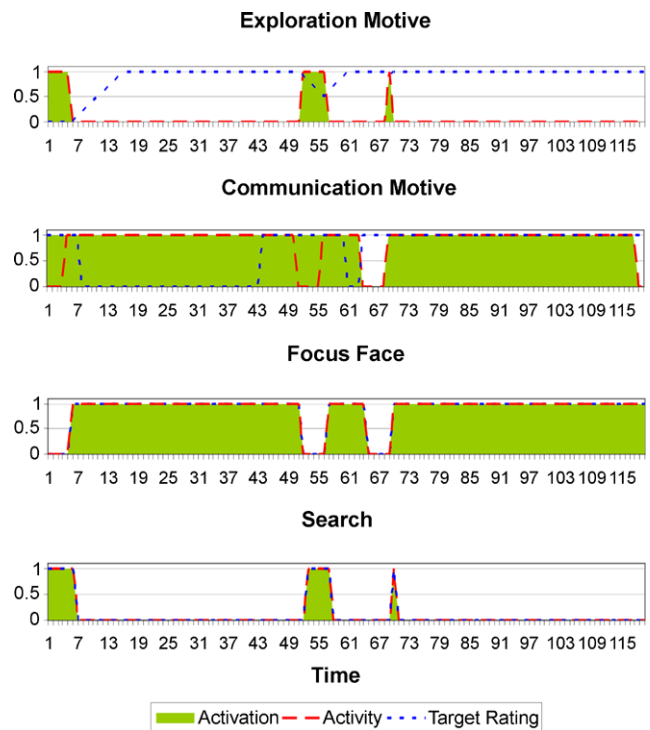 Exploration Motive
1
0.5
0
1 7 13 19 25 31 37 43 49 55 61 67 73 79 85 91 97 103 109 115
Communication Motive
1
0.5
0
1 7 13 19 25 31 37 43 49 55 61 67 73 79 85 91 97 103 109 115
Focus Face
1
0.5
0
1 7 13 19 25 31 37 43 49 55 61 67 73 79 85 91 97 103 109 115
Search
1
0.5
0
1 7 13 19 25 31 37 43 49 55 61 67 73 79 85 91 97 103 109 115
Time
Activation Activity Target Rating